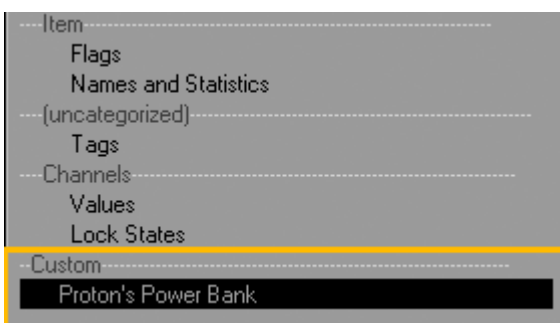 ----Item--------------------------------------------------------
Flags
Names and Statistics
----(uncategorized)--------------------------------------------------------
Tags
----Channels--------------------------------------------------------
Values
Lock States
--Custom--------------------------------------------------------
Proton's Power Bank